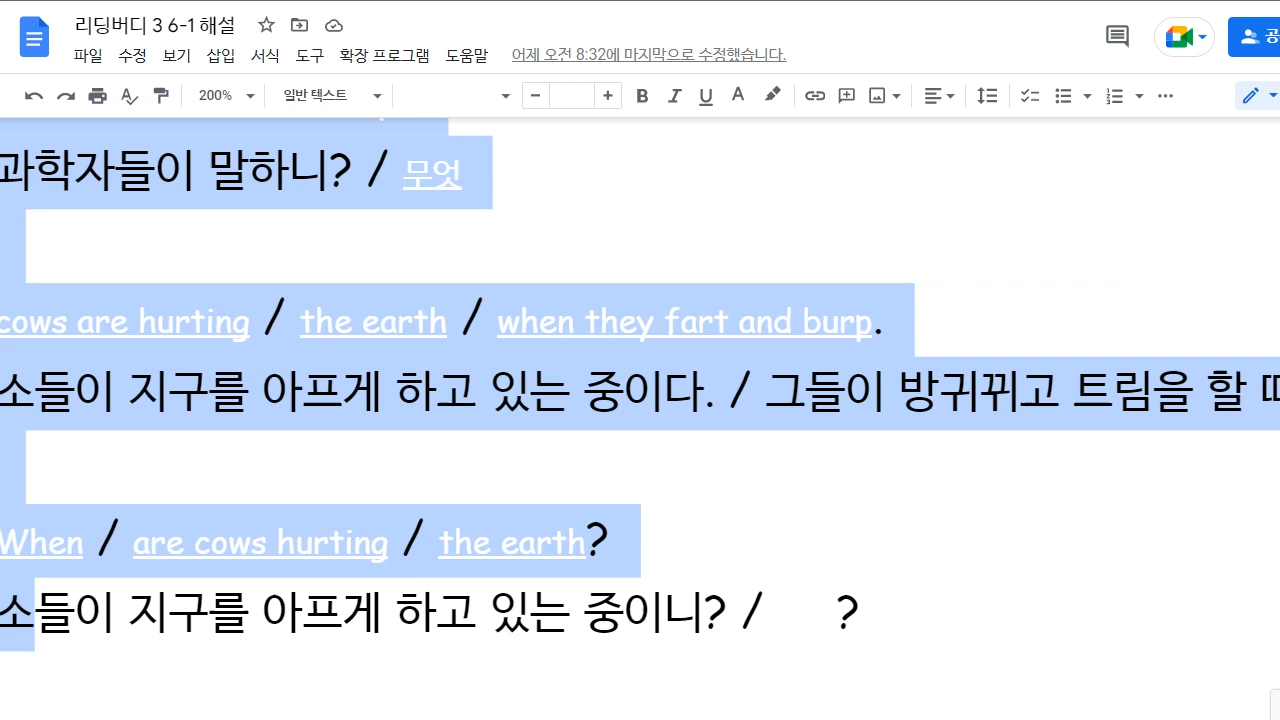 리딩버디 3 6-1 해설
파일 수정 보기 삽입 서식 도구 확장 프로그램 도움말 어제 오전 8:32에 마지막으로 수정했습니다.
200% 일반 텍스트
과학자들이 말하니? / 무엇
cows are hurting / the earth / when they fart and burp.
소들이 지구를 아프게 하고 있는 중이다. / 그들이 방귀뀌고 트림을 할
When / are cows hurting / the earth?
소들이 지구를 아프게 하고 있는 중이니? / ?